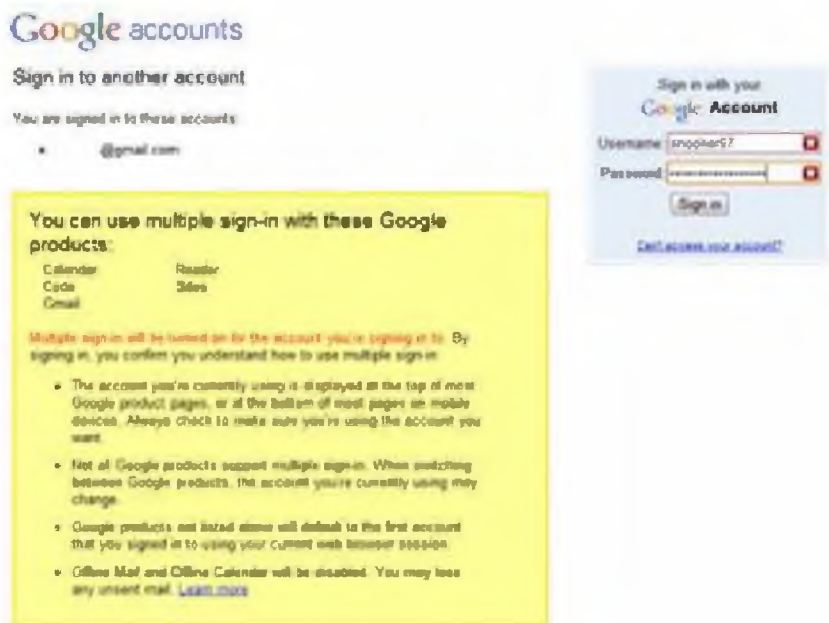 Google accounts
Sign in to another account
You are signed in to these accounts
• @gmail.com
You can use multiple sign-in with these Google
products:
Calendar Reader
Code Sites
Gmail
Multiple sign-in will be turned on for the account you're signing in to. By
signing in, you confirm you understand how to use multiple sign-in
• The account you're currently using is displayed at the top of most
Google product pages, or at the bottom of most pages on mobile
devices. Always check to make sure you're using the account you
want.
• Not all Google products support multiple sign-in. When switching
between Google products, the account you're currently using may
change.
• Google products not listed above will default to the first account
that you signed in to using your current web browser session
• Offline Mail and Offline Calendar will be disabled. You may lose
any unsent mail. Learn more
Sign in with your
Google Account
Username
Password
Sign in
Can't access your account?